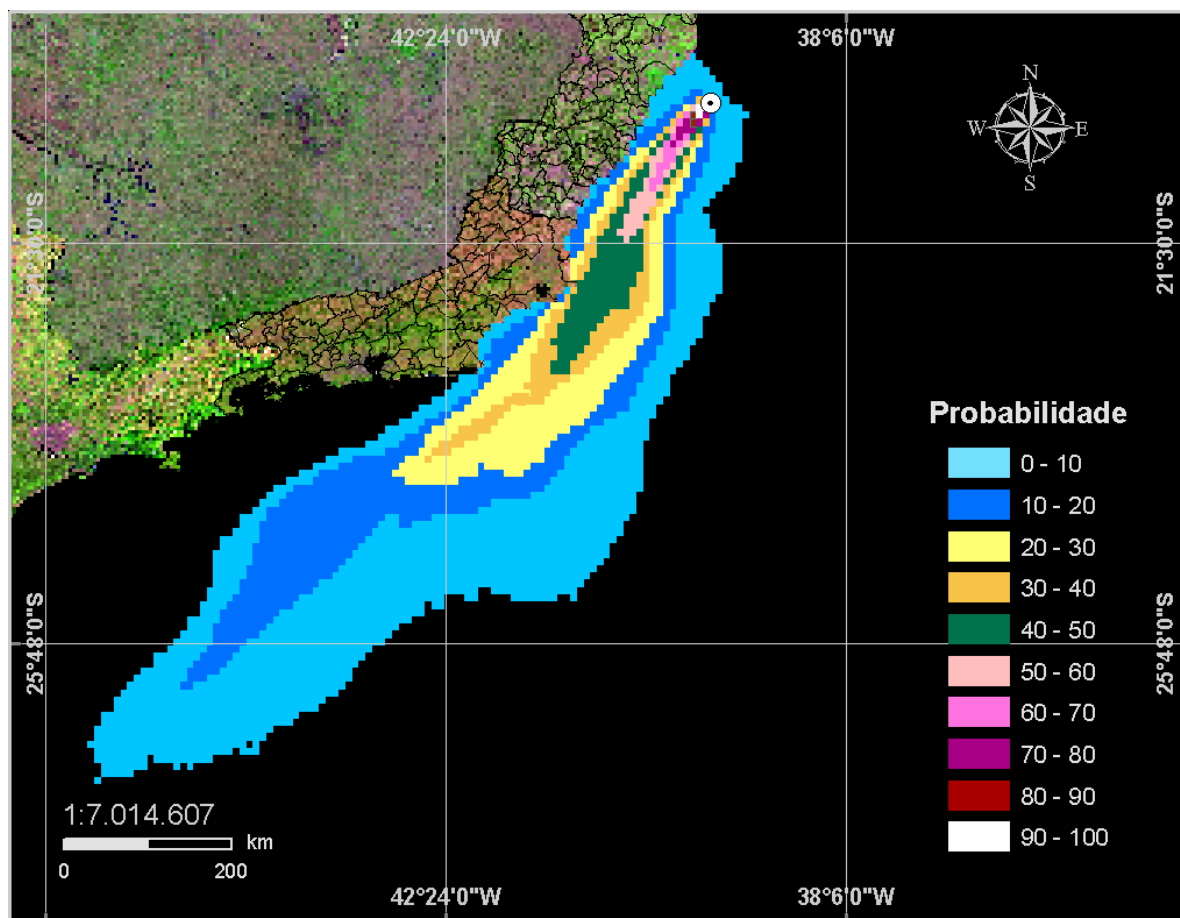 42°24'0"W
38°6'0"W
N
W
E
S
21°30'0"S
21°30'0"S
Probabilidade
0 - 10
10 - 20
20 - 30
30 - 40
40 - 50
50 - 60
60 - 70
70 - 80
80 - 90
90 - 100
25°48'0"S
25°48'0"S
1:7.014.607
km
0
200
42°24'0"W
38°6'0"W